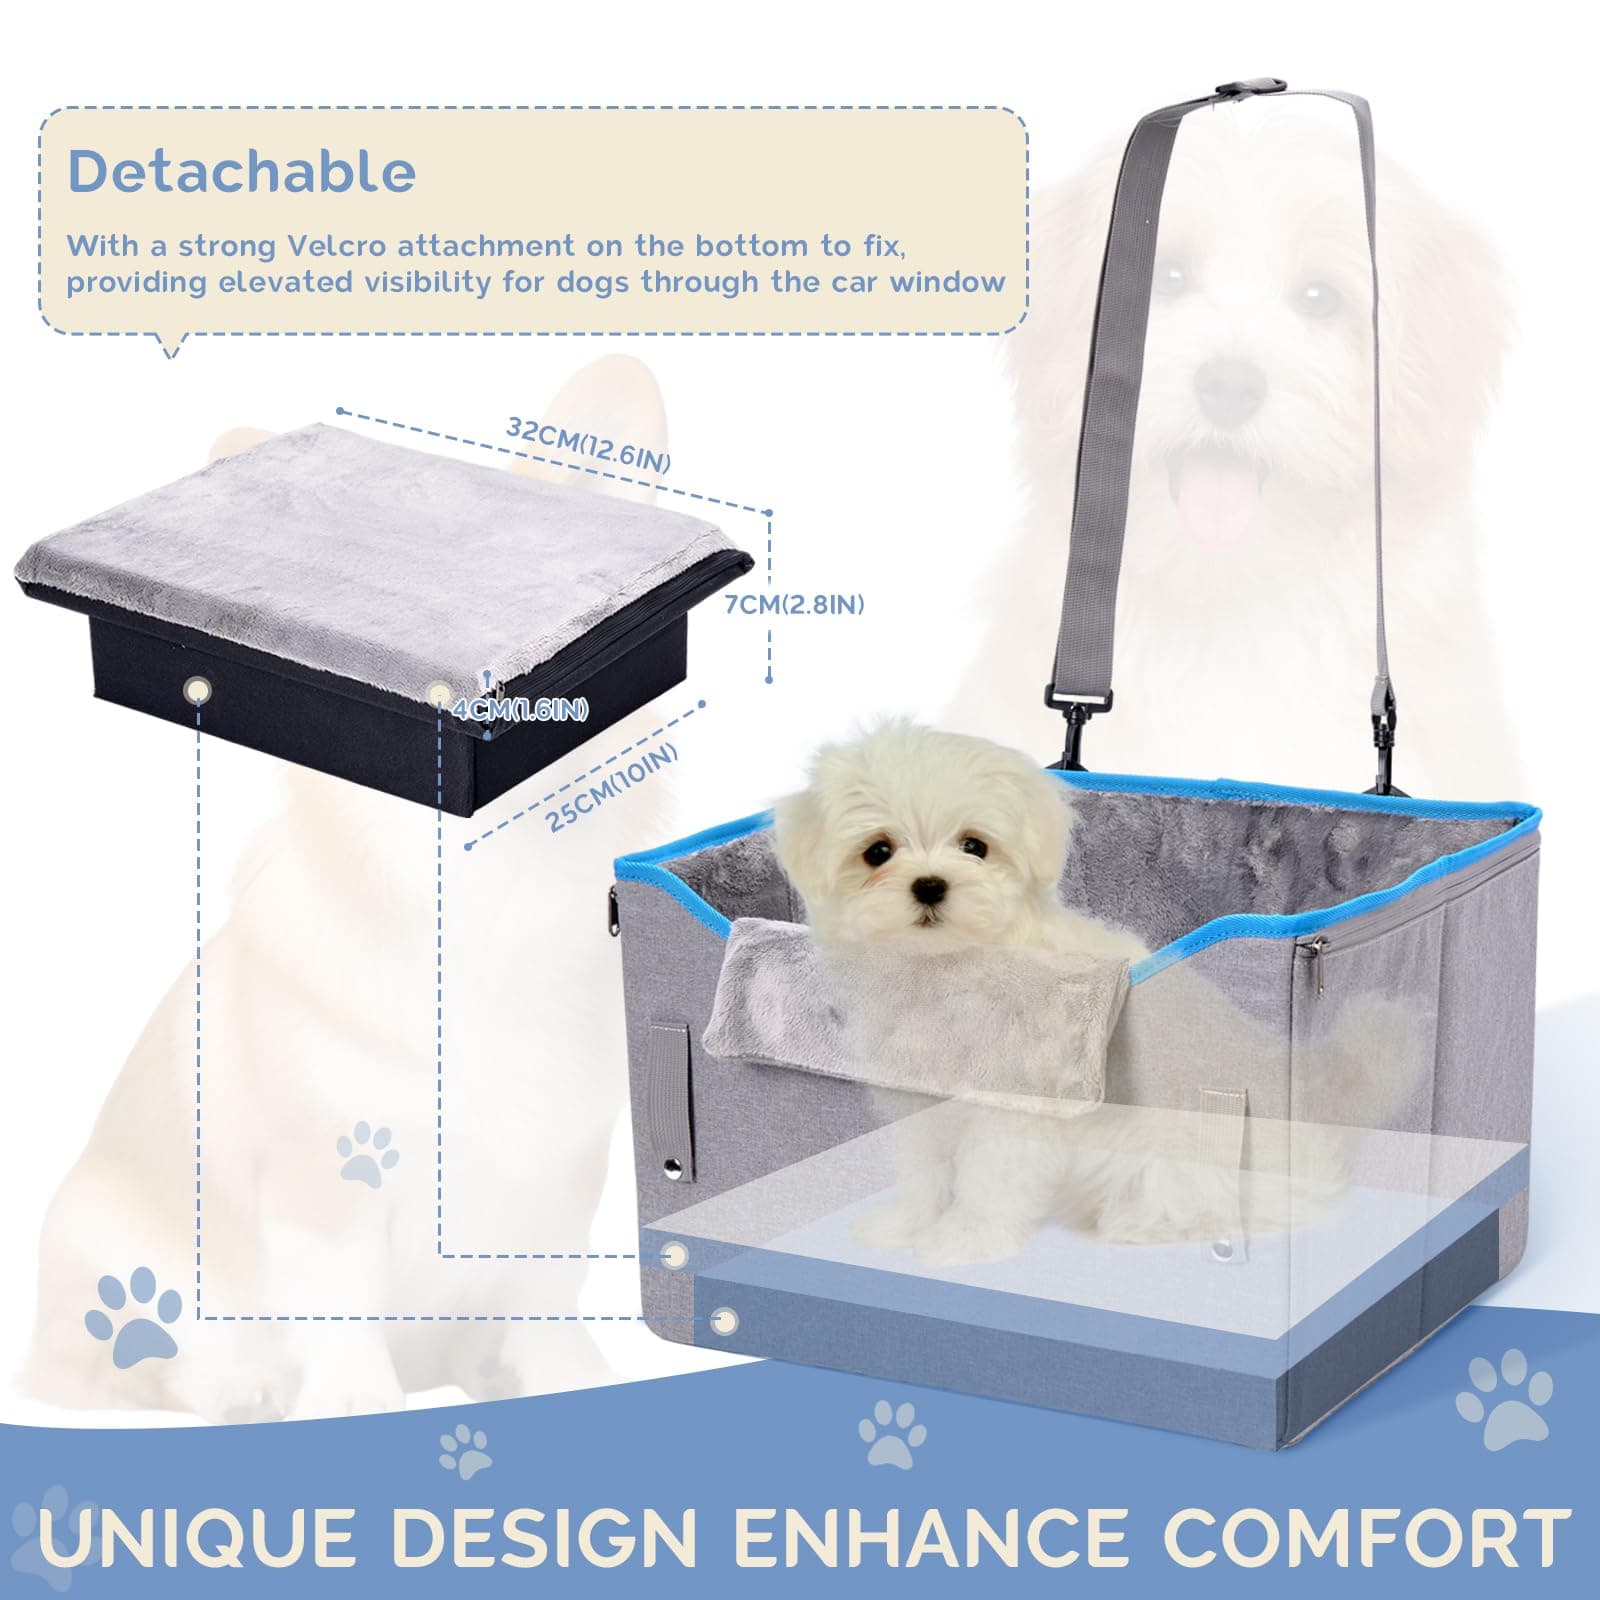 Detachable
With a strong Velcro attachment on the bottom to fix,
providing elevated visibility for dogs through the car window
32CM(12.6IN)
7CM(2.8IN)
4CM(1.6IN)
25CM(10IN)
UNIQUE DESIGN ENHANCE COMFORT